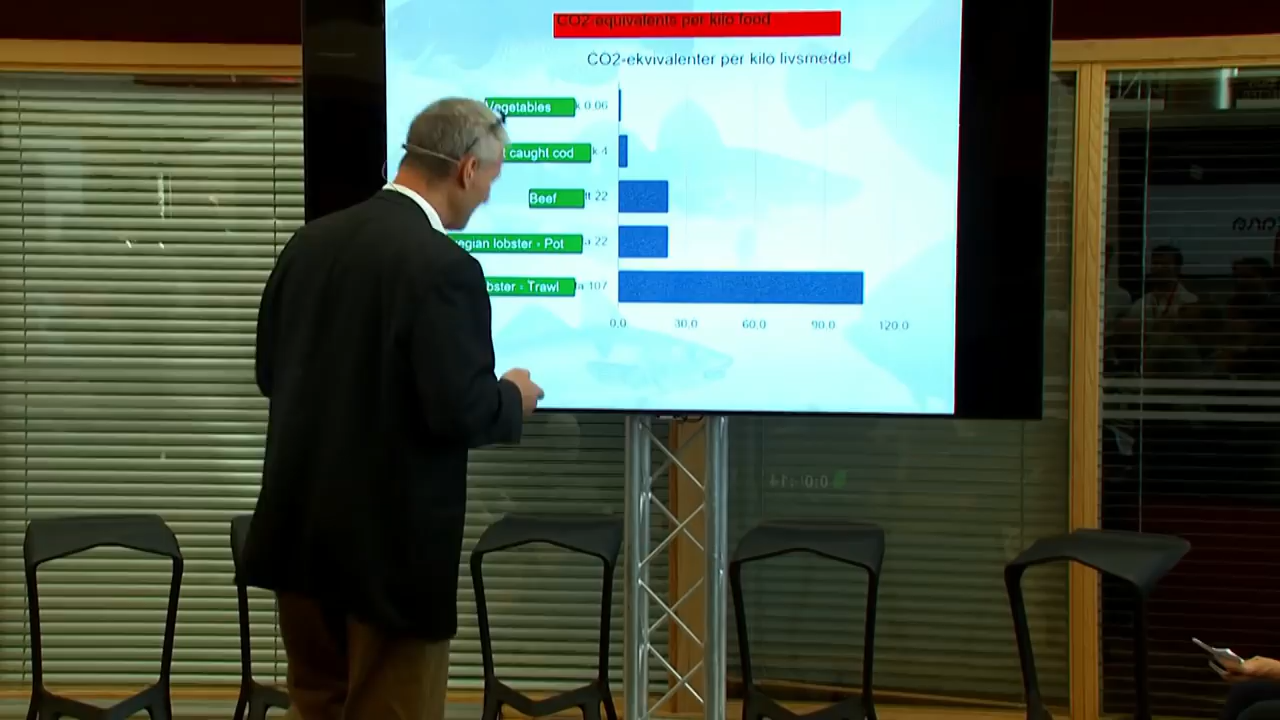 CO2 equivalents per kilo food
CO2-ekvivalenter per kilo livsmedel
Vegetables k 0.06
t caught cod k 4
Beef tt 22
egian lobster - Pot a 22
bster - Trawl a 107
0,0 30,0 60,0 90,0 120,0